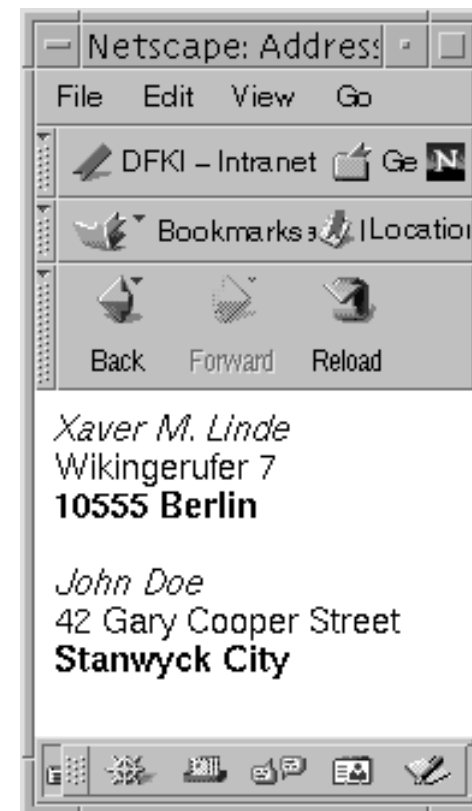 Netscape: Address
File Edit View Go
DFKI – Intranet Ge N
Bookmarks Location
Back Forward Reload
Xaver M. Linde
Wikingerufer 7
10555 Berlin
John Doe
42 Gary Cooper Street
Stanwyck City